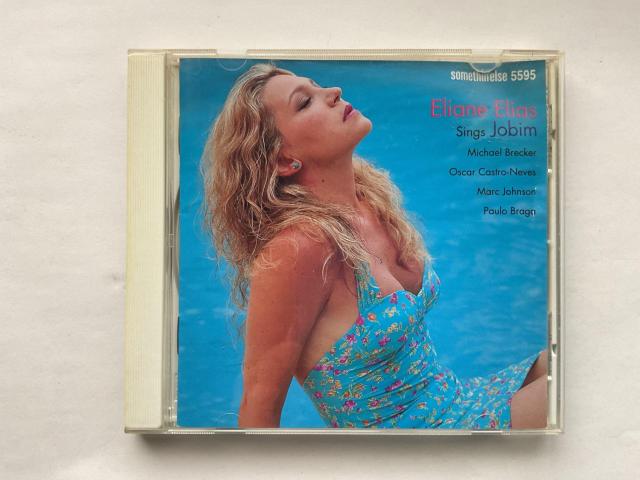 somethin'else 5595
Eliane Elias
Sings Jobim
Michael Brecker
Oscar Castro-Neves
Marc Johnson
Paulo Braga